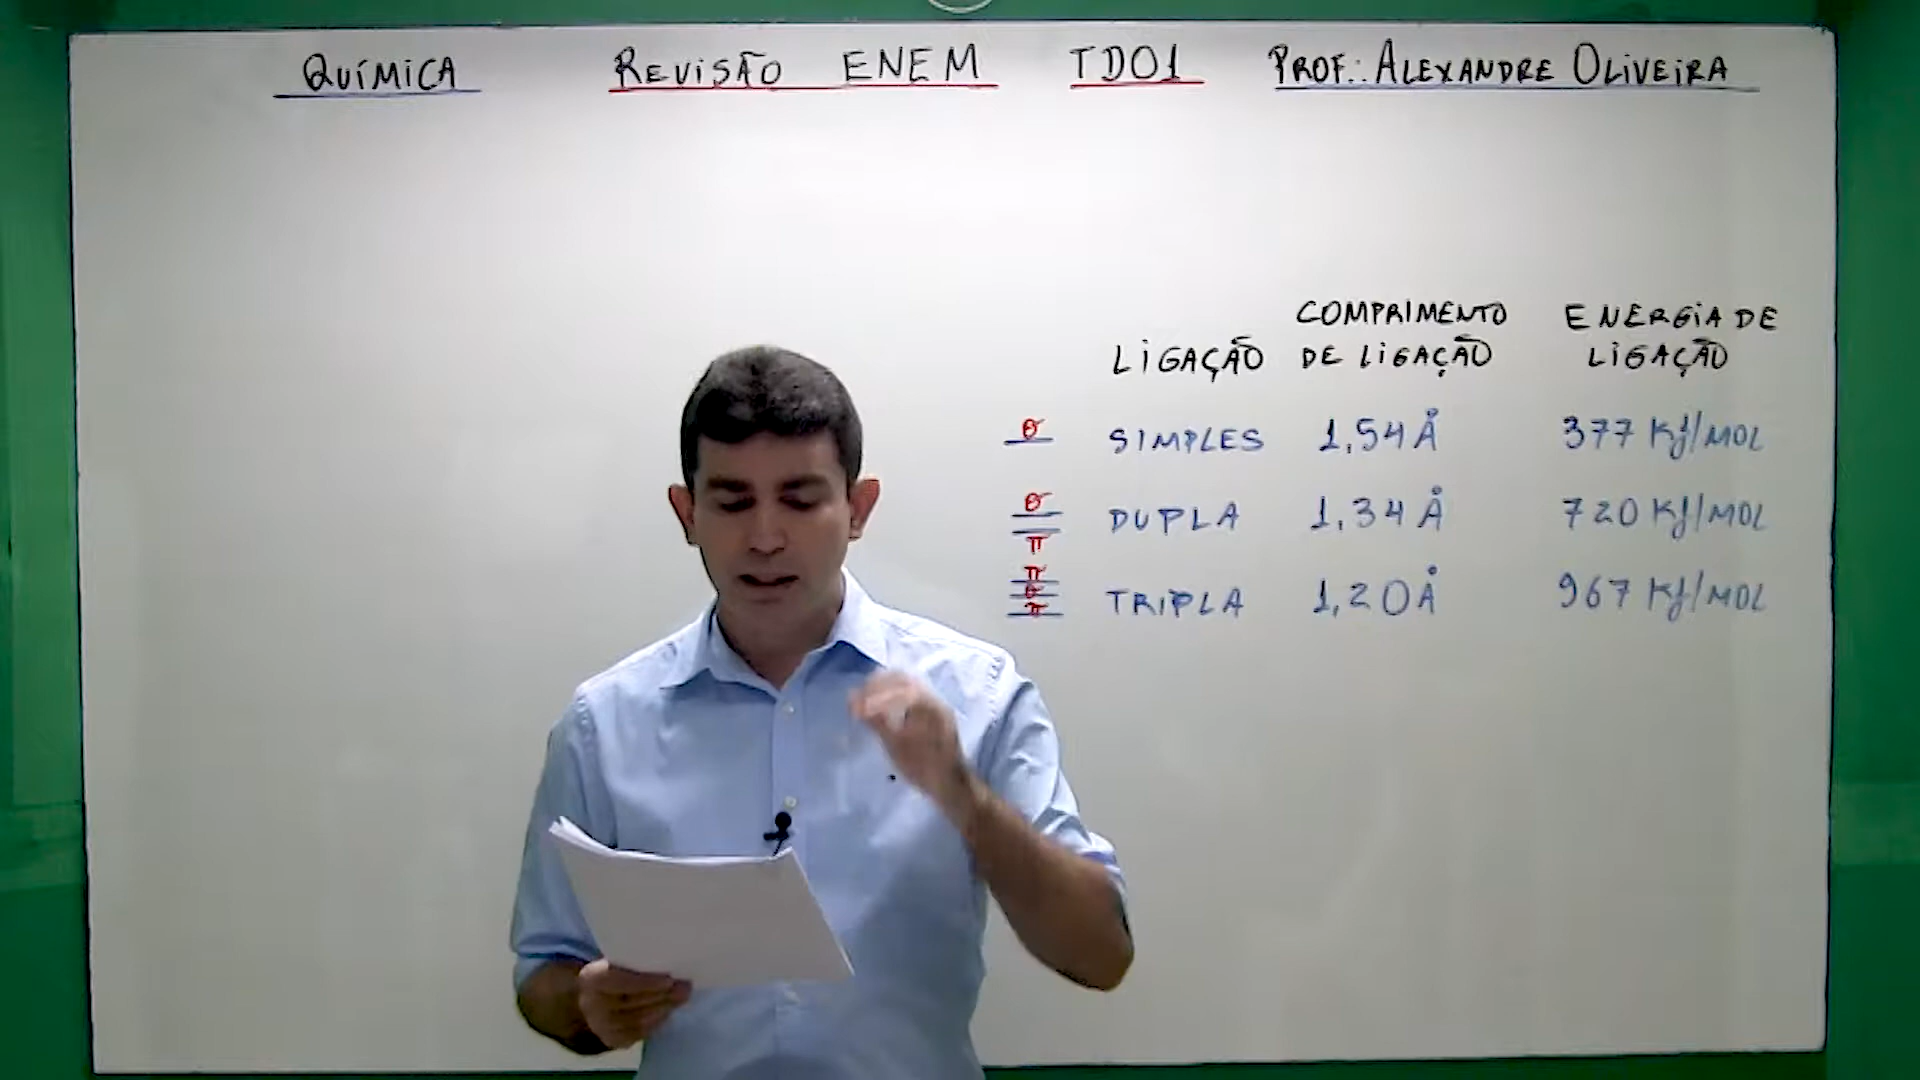 QUÍMICA REVISÃO ENEM TD01 PROF.: ALEXANDRE OLIVEIRA
LIGAÇÃO COMPRIMENTO DE LIGAÇÃO ENERGIA DE LIGAÇÃO
σ SIMPLES 1,54 Å 377 KJ/MOL
σ π DUPLA 1,34 Å 720 KJ/MOL
π σ π TRIPLA 1,20 Å 967 KJ/MOL